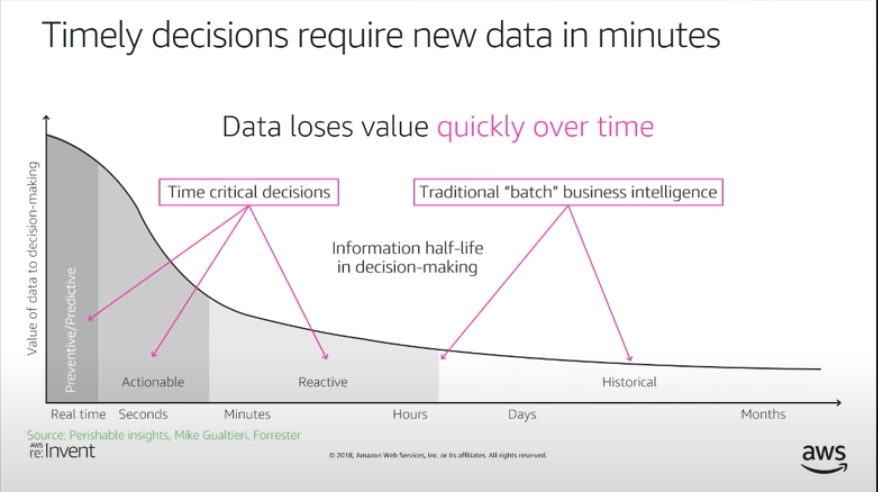 Timely decisions require new data in minutes
Data loses value quickly over time
Time critical decisions
Traditional "batch" business intelligence
Information half-life
in decision-making
Value of data to decision-making
Preventive/Predictive
Actionable
Reactive
Historical
Real time
Seconds
Minutes
Hours
Days
Months
Source: Perishable insights, Mike Gualtieri, Forrester
AWS
re:Invent
© 2018, Amazon Web Services, Inc. or its affiliates. All rights reserved.
aws